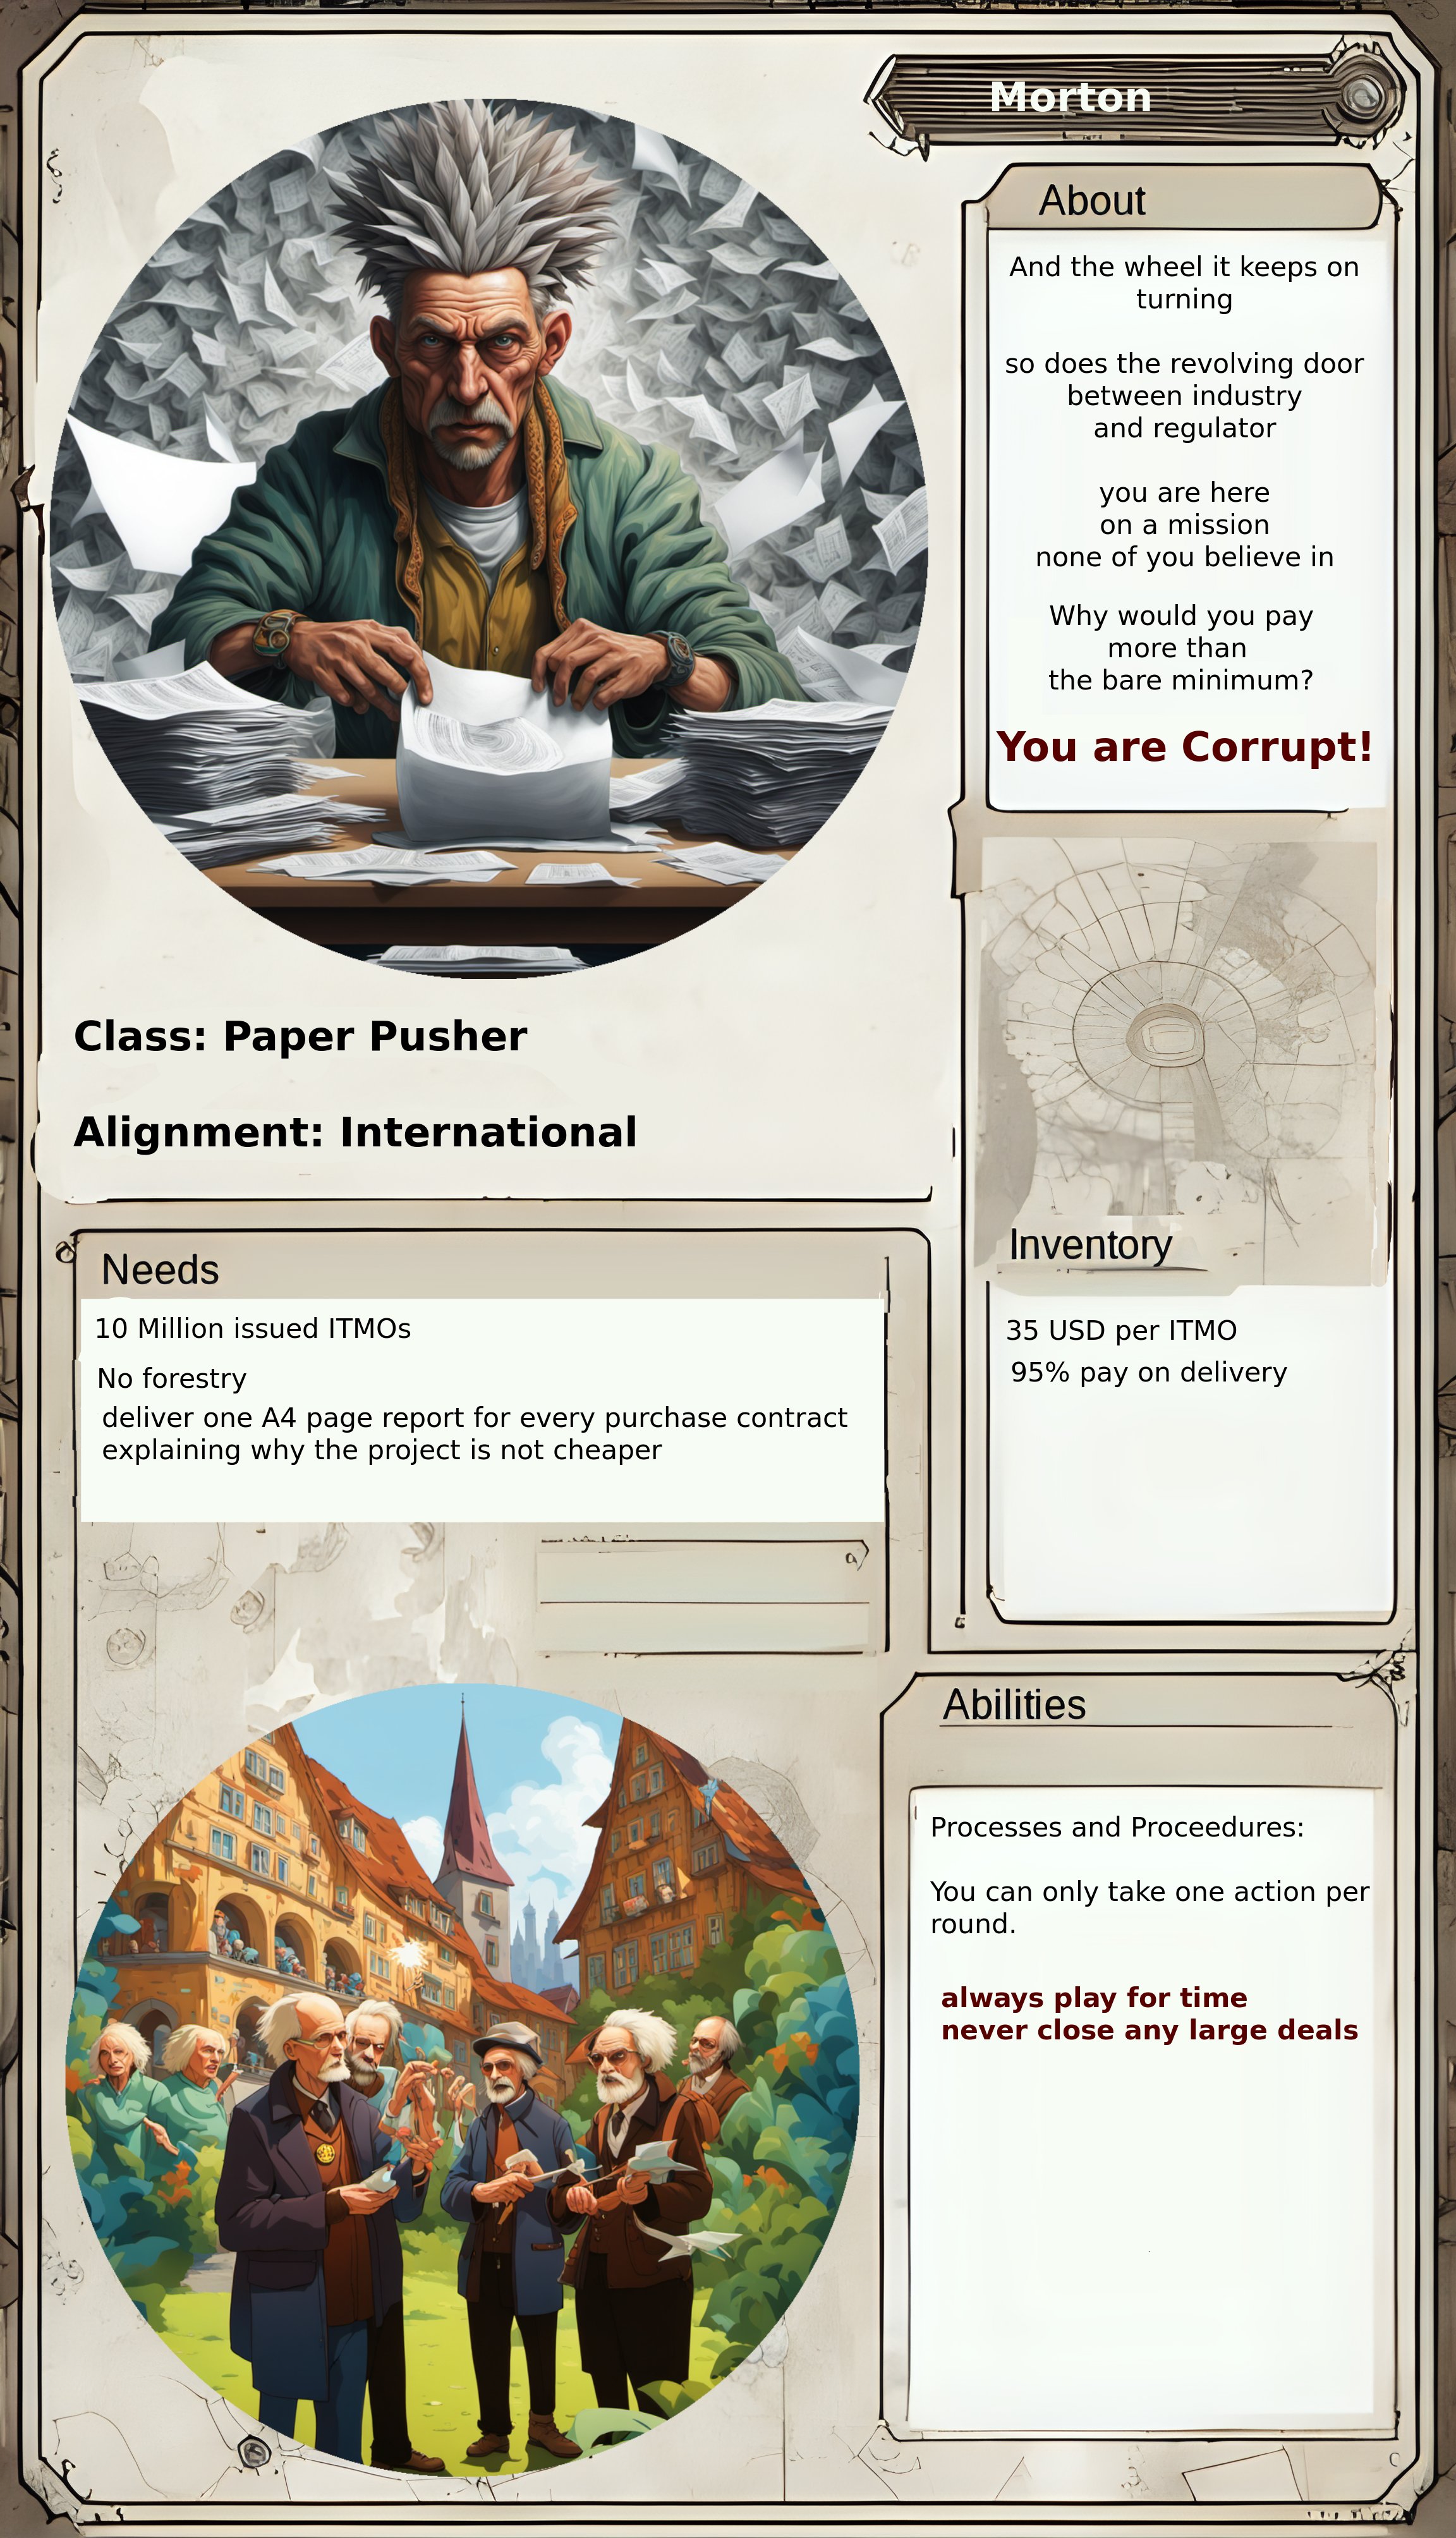 Morton
About
And the wheel it keeps on
turning
so does the revolving door
between industry
and regulator
you are here
on a mission
none of you believe in
Why would you pay
more than
the bare minimum?
You are Corrupt!
Class: Paper Pusher
Alignment: International
Needs
10 Million issued ITMOs
No forestry
deliver one A4 page report for every purchase contract
explaining why the project is not cheaper
Inventory
35 USD per ITMO
95% pay on delivery
Abilities
Processes and Proceedures:
You can only take one action per
round.
always play for time
never close any large deals